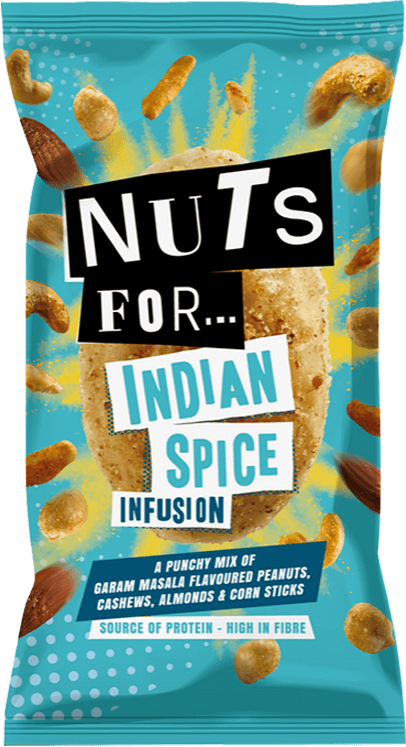 NUTS
FOR...
INDIAN
SPICE
INFUSION
A PUNCHY MIX OF
GARAM MASALA FLAVOURED PEANUTS,
CASHEWS, ALMONDS & CORN STICKS
SOURCE OF PROTEIN - HIGH IN FIBRE